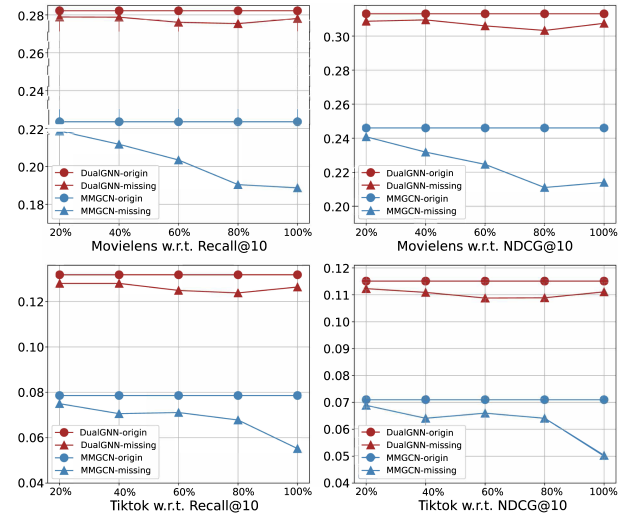 0.28
0.26
0.24
0.22
0.20
0.18
DualGNN-origin
DualGNN-missing
MMGCN-origin
MMGCN-missing
20% 40% 60% 80% 100%
Movielens w.r.t. Recall@10
0.30
0.28
0.26
0.24
0.22
0.20
DualGNN-origin
DualGNN-missing
MMGCN-origin
MMGCN-missing
20% 40% 60% 80% 100%
Movielens w.r.t. NDCG@10
0.12
0.10
0.08
0.06
0.04
DualGNN-origin
DualGNN-missing
MMGCN-origin
MMGCN-missing
20% 40% 60% 80% 100%
Tiktok w.r.t. Recall@10
0.12
0.11
0.10
0.09
0.08
0.07
0.06
0.05
0.04
DualGNN-origin
DualGNN-missing
MMGCN-origin
MMGCN-missing
20% 40% 60% 80% 100%
Tiktok w.r.t. NDCG@10